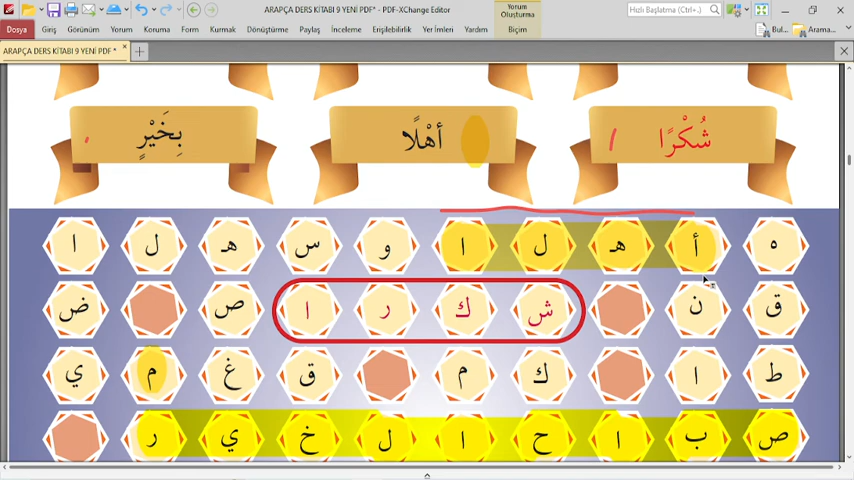 ARAPÇA DERS KİTABI 9 YENİ PDF* - PDF-XChange Editor
Yorum Oluşturma
Hızlı Başlatma (Ctrl+.)
Dosya Giriş Görünüm Düzenle Yorum Koruma Form Kurmak Dönüştürme Paylaş İnceleme Erişilebilirlik Yer İmleri Yardım Biçim Bul... Arama...
ARAPÇA DERS KİTABI 9 YENİ PDF *
شُكْرًا أَهْلًا بِخَيْرٍ
ه أ هـ ل ا و س هـ ل ا
ق ن ش ك ر ا ص ض
ط ا ك م ق غ م ي
ص ب ا ح ا ل خ ي ر